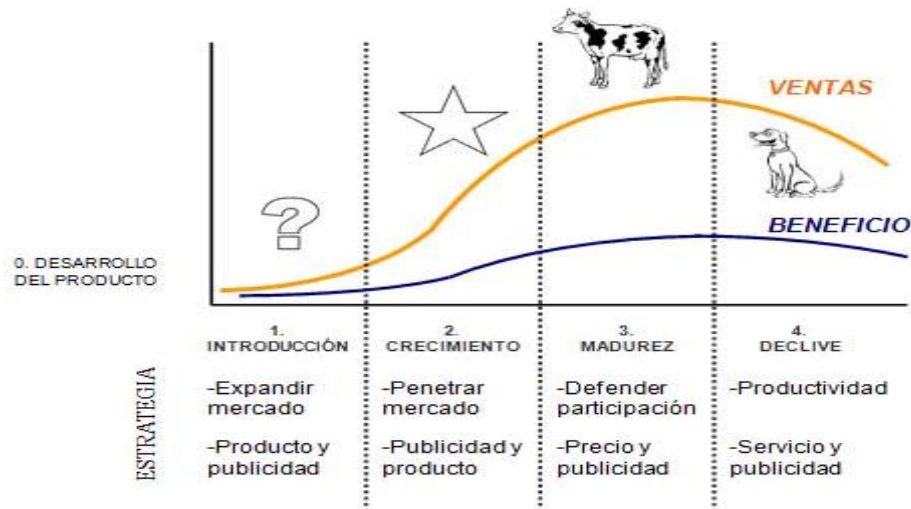 VENTAS
?
BENEFICIO
0. DESARROLLO
DEL PRODUCTO
1.
INTRODUCCIÓN
2.
CRECIMIENTO
3.
MADUREZ
4.
DECLIVE
ESTRATEGIA
-Expandir
mercado
-Producto y
publicidad
-Penetrar
mercado
-Publicidad y
producto
-Defender
participación
-Precio y
publicidad
-Productividad
-Servicio y
publicidad